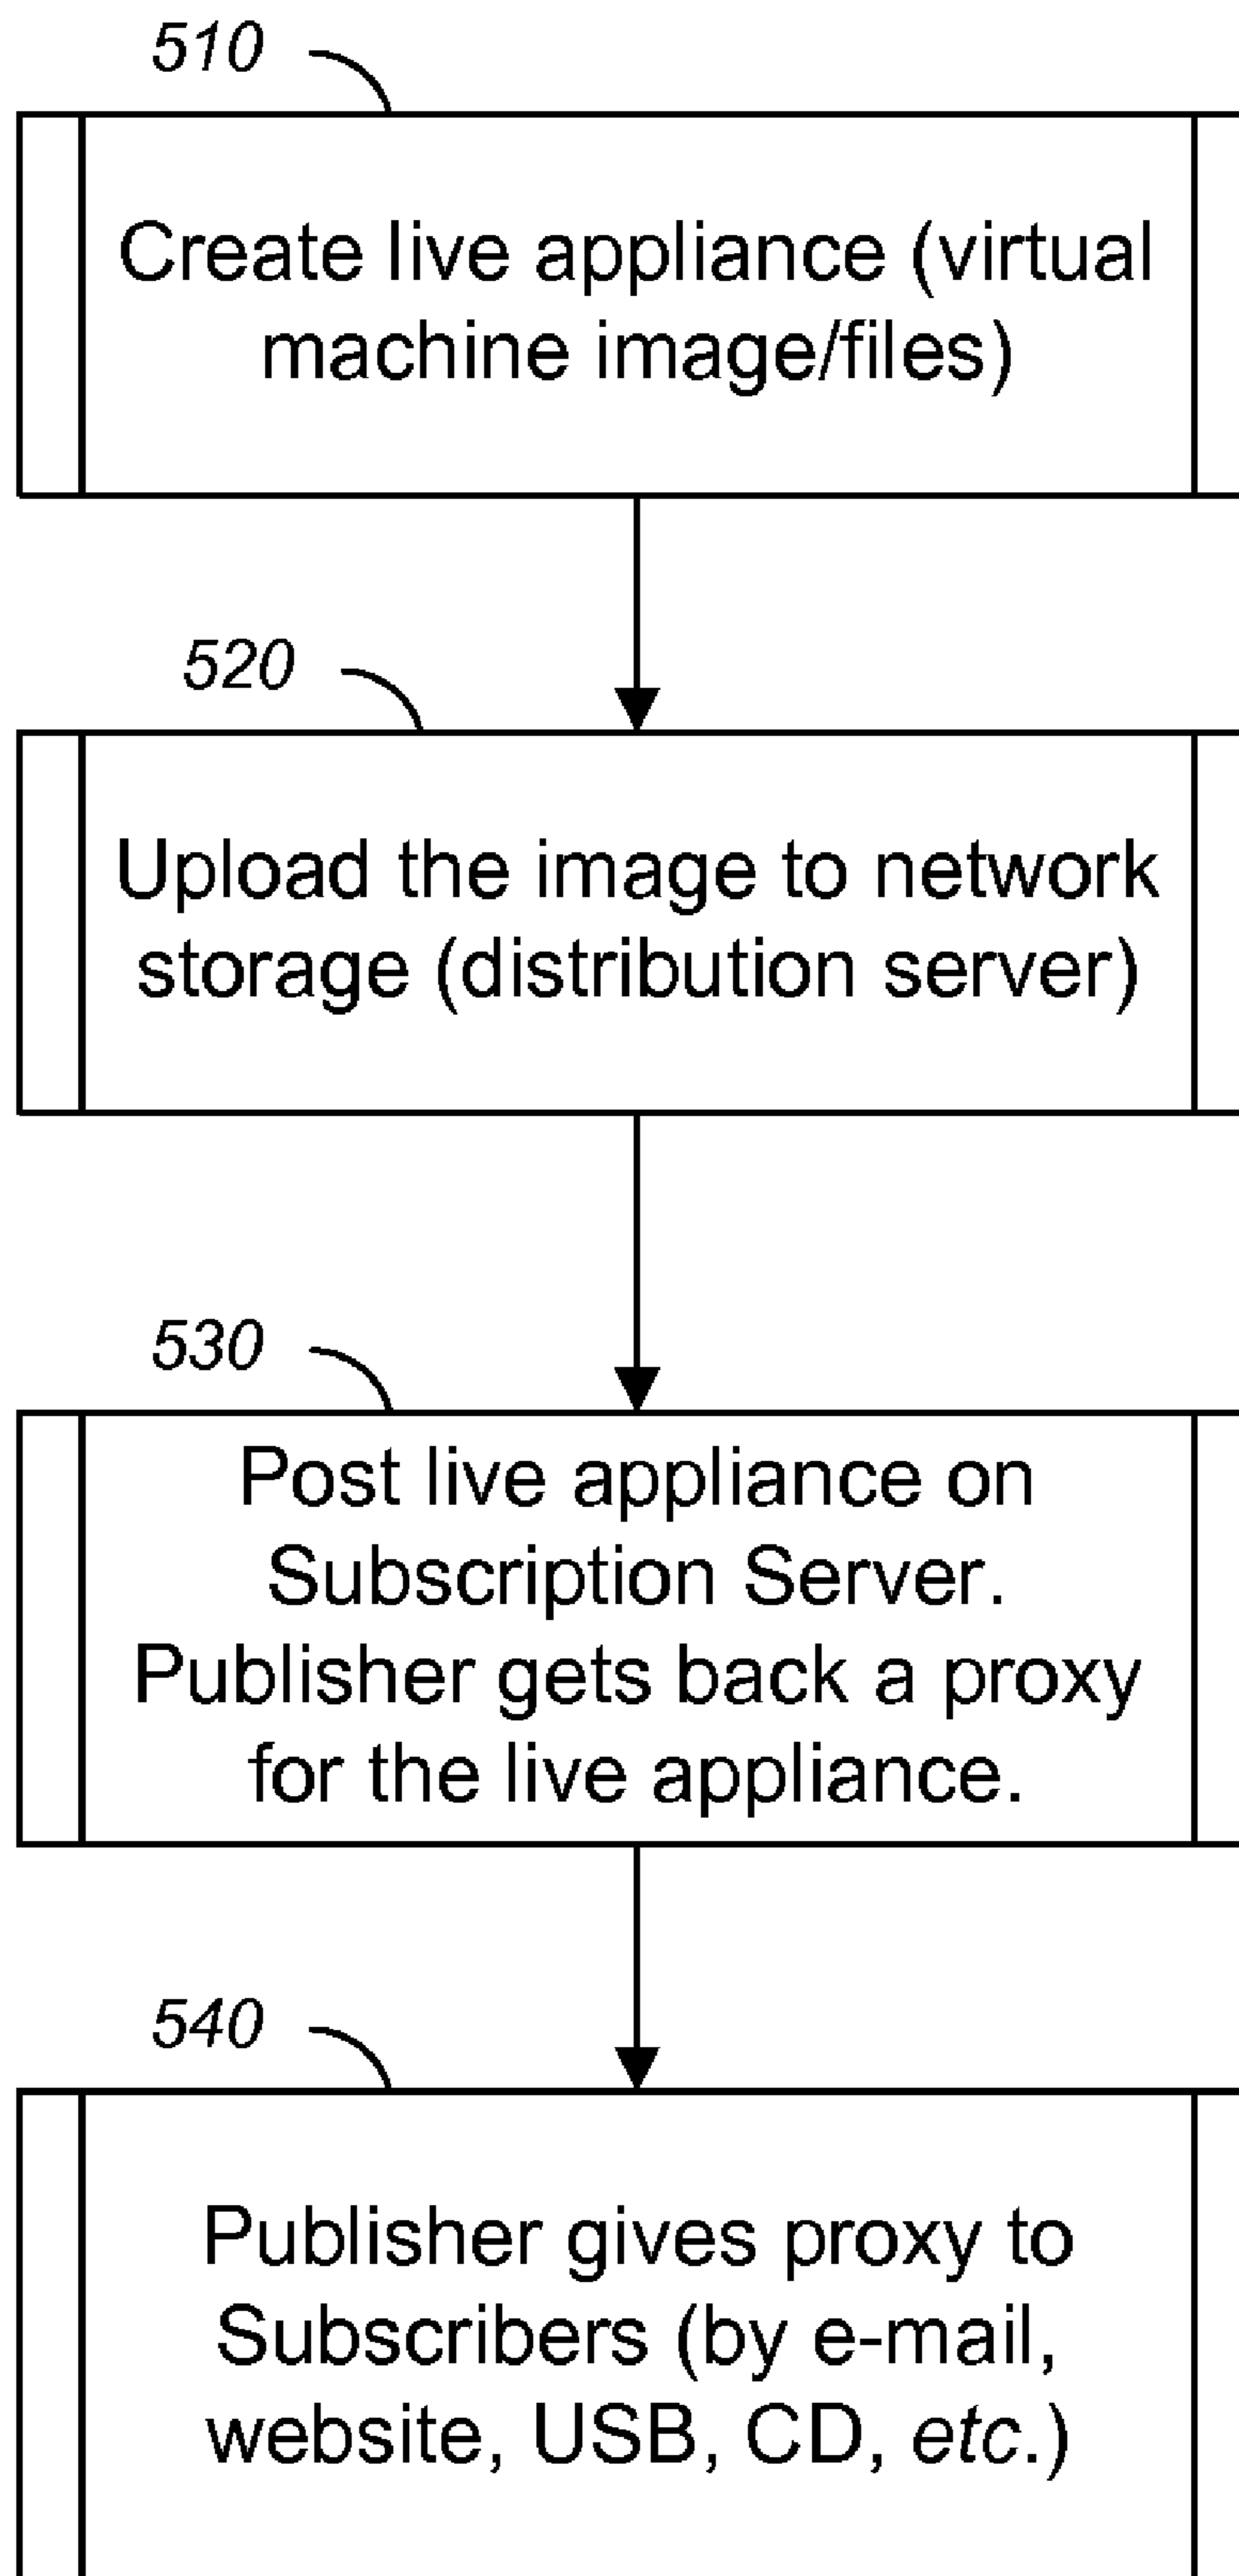 510
Create live appliance (virtual
machine image/files)
520
Upload the image to network
storage (distribution server)
530
Post live appliance on
Subscription Server.
Publisher gets back a proxy
for the live appliance.
540
Publisher gives proxy to
Subscribers (by e-mail,
website, USB, CD, etc.)